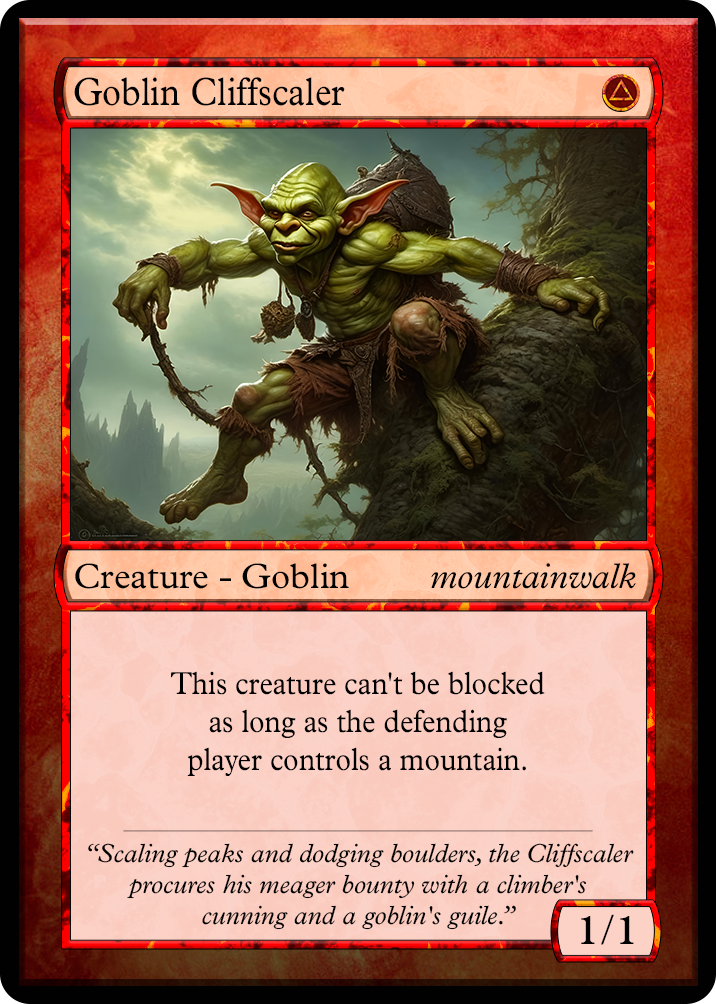 Goblin Cliffscaler
Creature - Goblin mountainwalk
This creature can't be blocked
as long as the defending
player controls a mountain.
“Scaling peaks and dodging boulders, the Cliffscaler
procures his meager bounty with a climber's
cunning and a goblin's guile.”
1/1